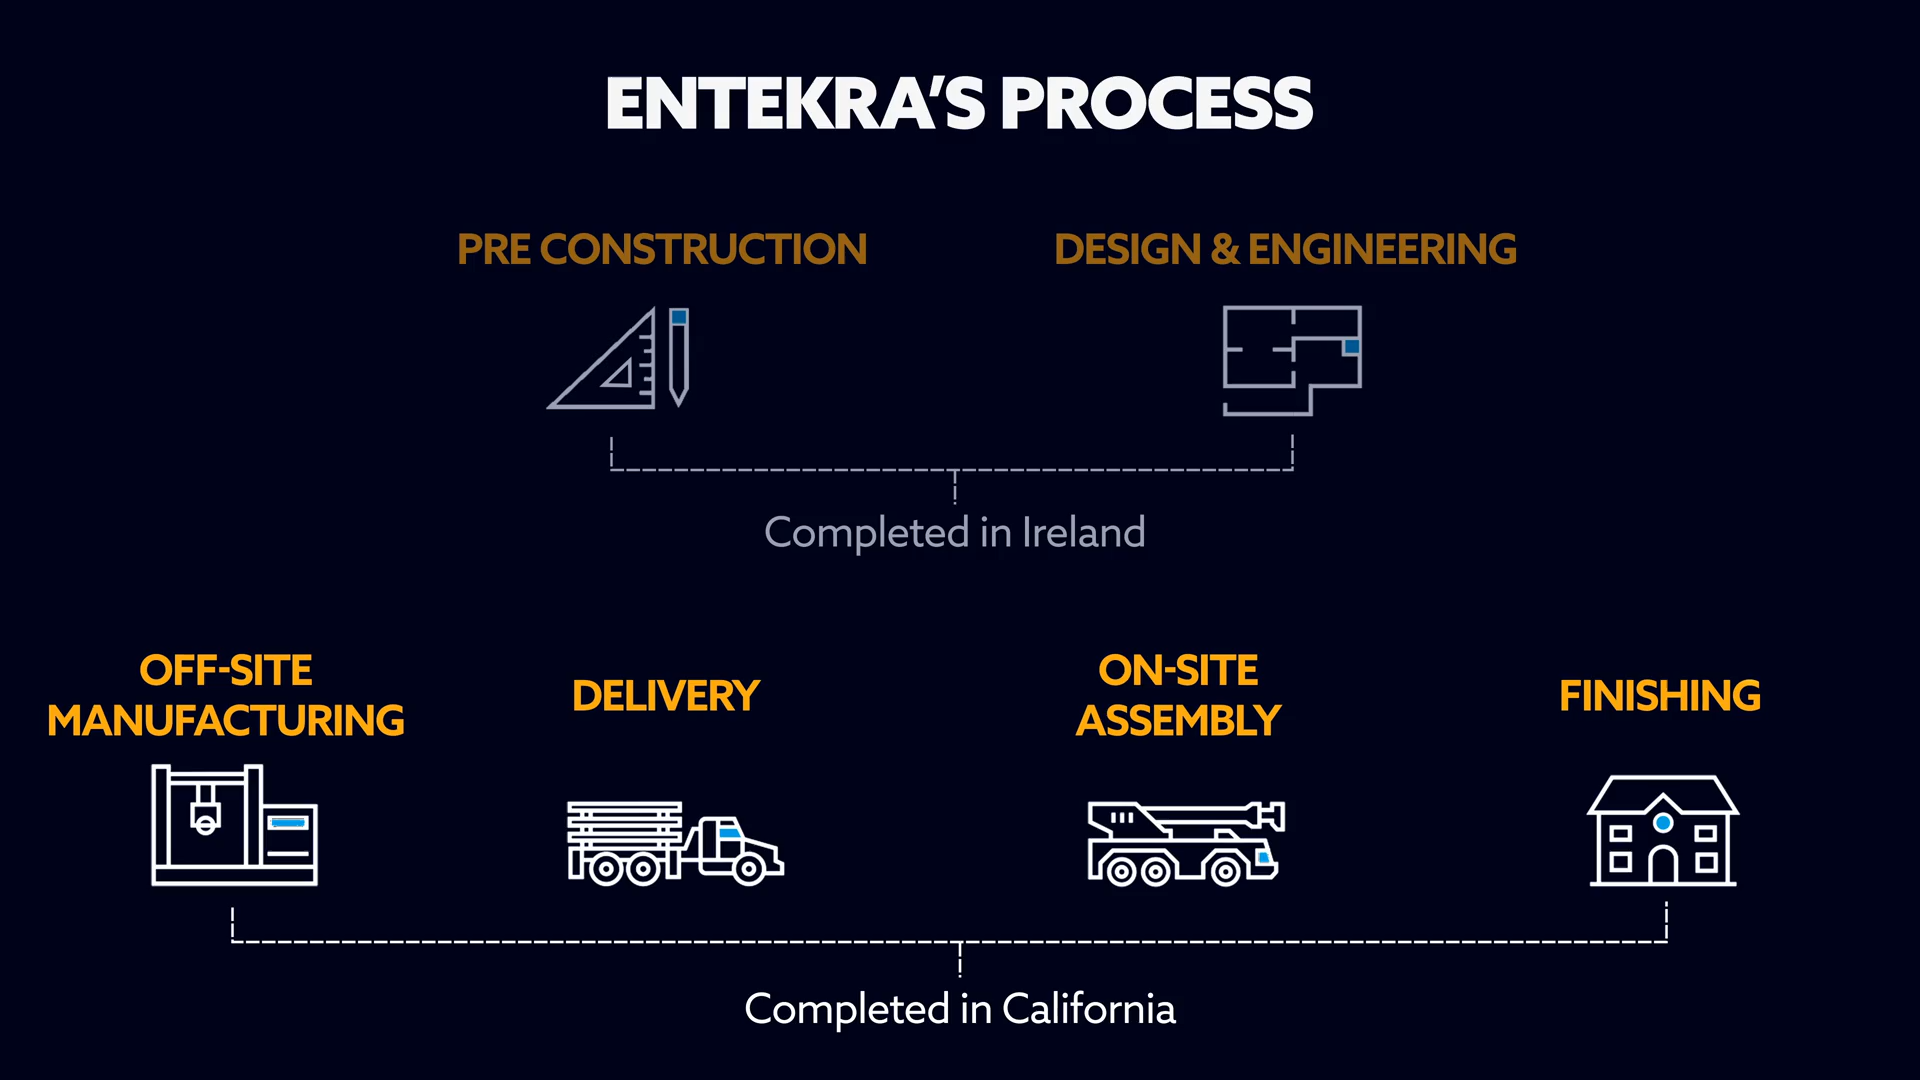 ENTEKRA’S PROCESS
PRE CONSTRUCTION
DESIGN & ENGINEERING
Completed in Ireland
OFF-SITE
MANUFACTURING
DELIVERY
ON-SITE
ASSEMBLY
FINISHING
Completed in California